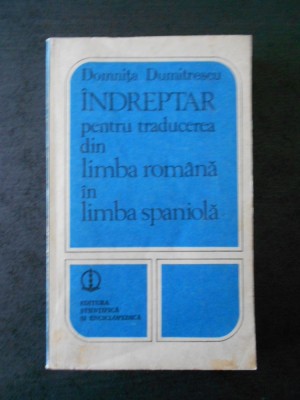 Domnița Dumitrescu
ÎNDREPTAR
pentru traducerea
din
limba română
în
limba spaniolă
EDITURA
ȘTIINȚIFICĂ
ȘI ENCICLOPEDICĂ